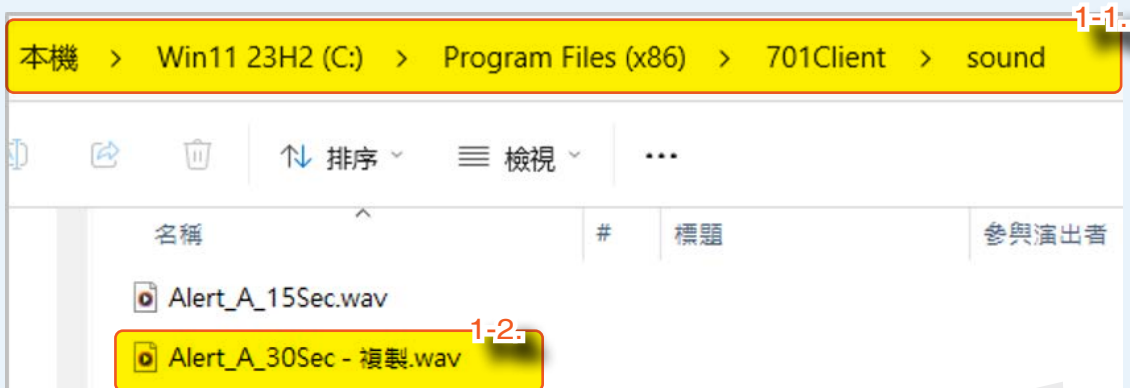 1-1.
本機 > Win11 23H2 (C:) > Program Files (x86) > 701Client > sound
排序 檢視 ...
名稱 # 標題 參與演出者
Alert_A_15Sec.wav
1-2.
Alert_A_30Sec - 複製.wav